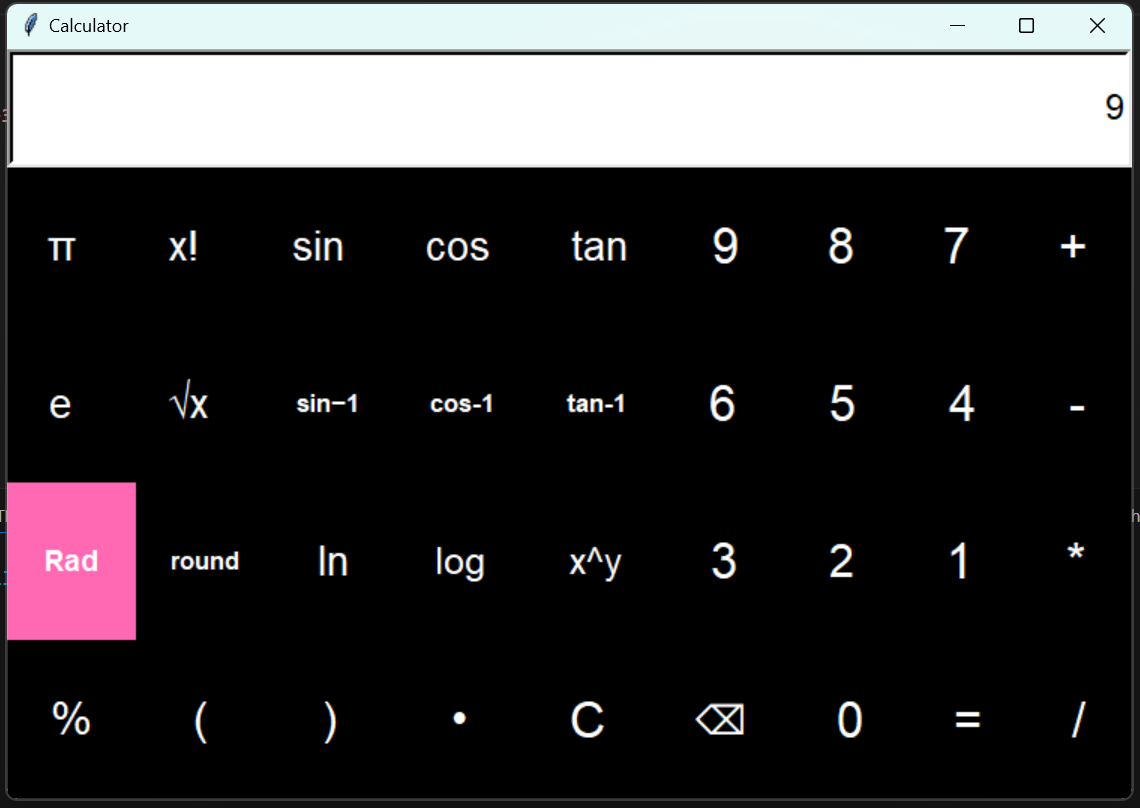 Calculator
9
π x! sin cos tan 9 8 7 +
e √x sin−1 cos-1 tan-1 6 5 4 -
Rad round ln log x^y 3 2 1 *
% ( ) • C ⌫ 0 = /